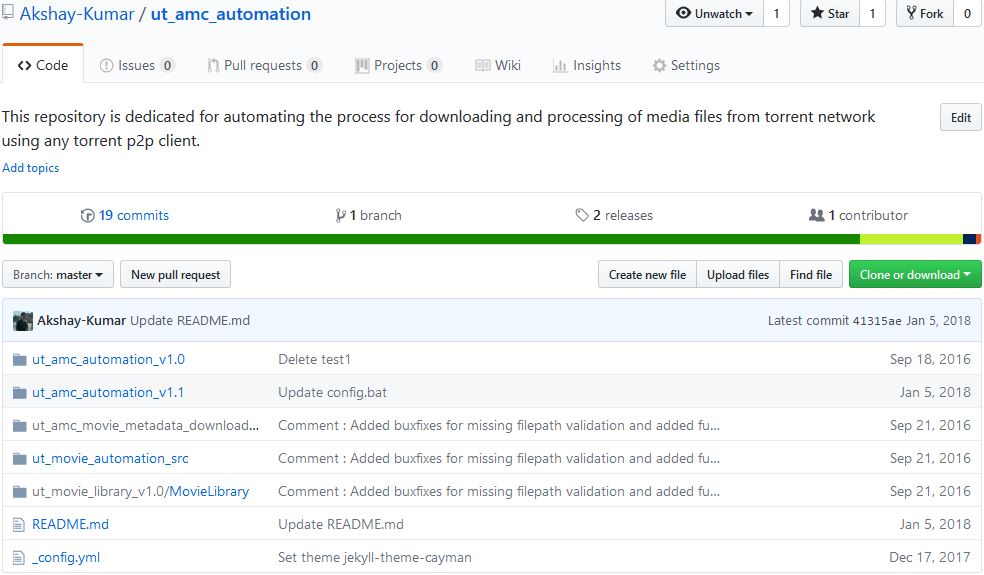 Akshay-Kumar / ut_amc_automation
Unwatch 1 Star 1 Fork 0
Code Issues 0 Pull requests 0 Projects 0 Wiki Insights Settings
This repository is dedicated for automating the process for downloading and processing of media files from torrent network
using any torrent p2p client.
Edit
Add topics
19 commits 1 branch 2 releases 1 contributor
Branch: master New pull request Create new file Upload files Find file Clone or download
Akshay-Kumar Update README.md Latest commit 41315ae Jan 5, 2018
ut_amc_automation_v1.0 Delete test1 Sep 18, 2016
ut_amc_automation_v1.1 Update config.bat Jan 5, 2018
ut_amc_movie_metadata_download... Comment : Added buxfixes for missing filepath validation and added fu... Sep 21, 2016
ut_movie_automation_src Comment : Added buxfixes for missing filepath validation and added fu... Sep 21, 2016
ut_movie_library_v1.0/MovieLibrary Comment : Added buxfixes for missing filepath validation and added fu... Sep 21, 2016
README.md Update README.md Jan 5, 2018
_config.yml Set theme jekyll-theme-cayman Dec 17, 2017